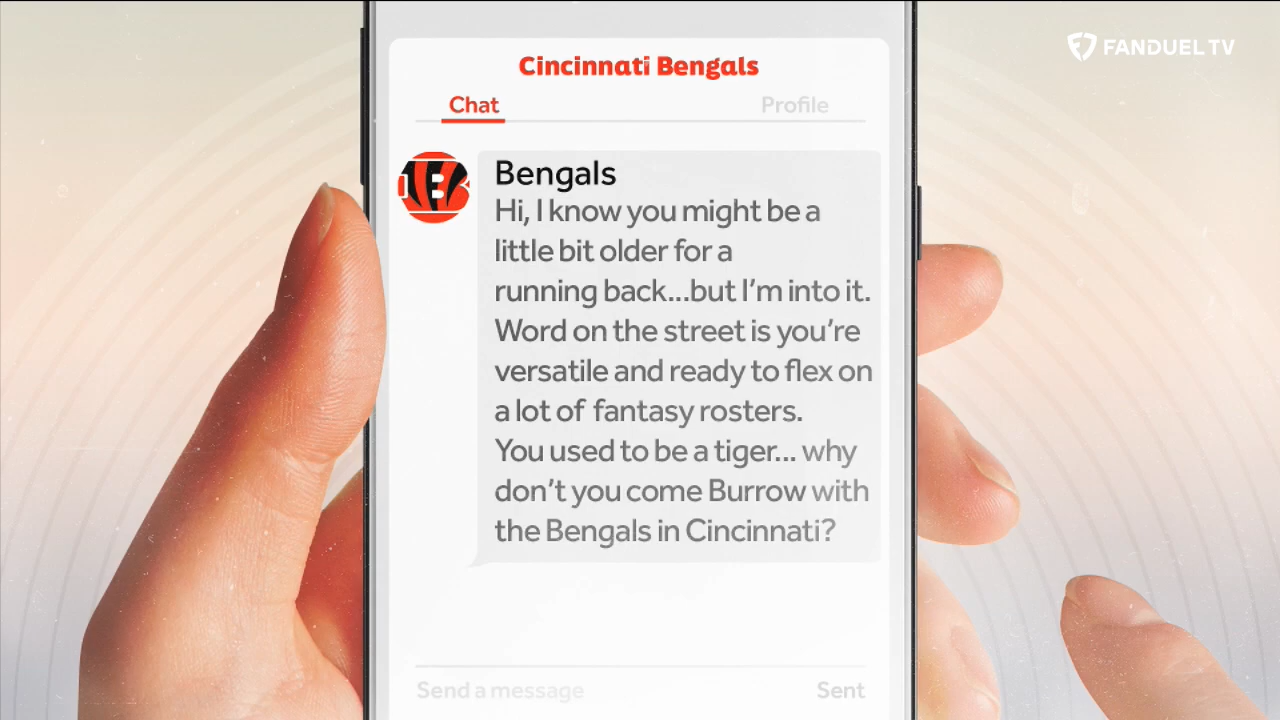 FANDUEL TV
Cincinnati Bengals
Chat Profile
Bengals
Hi, I know you might be a
little bit older for a
running back...but I'm into it.
Word on the street is you're
versatile and ready to flex on
a lot of fantasy rosters.
You used to be a tiger... why
don't you come Burrow with
the Bengals in Cincinnati?
Send a message Sent